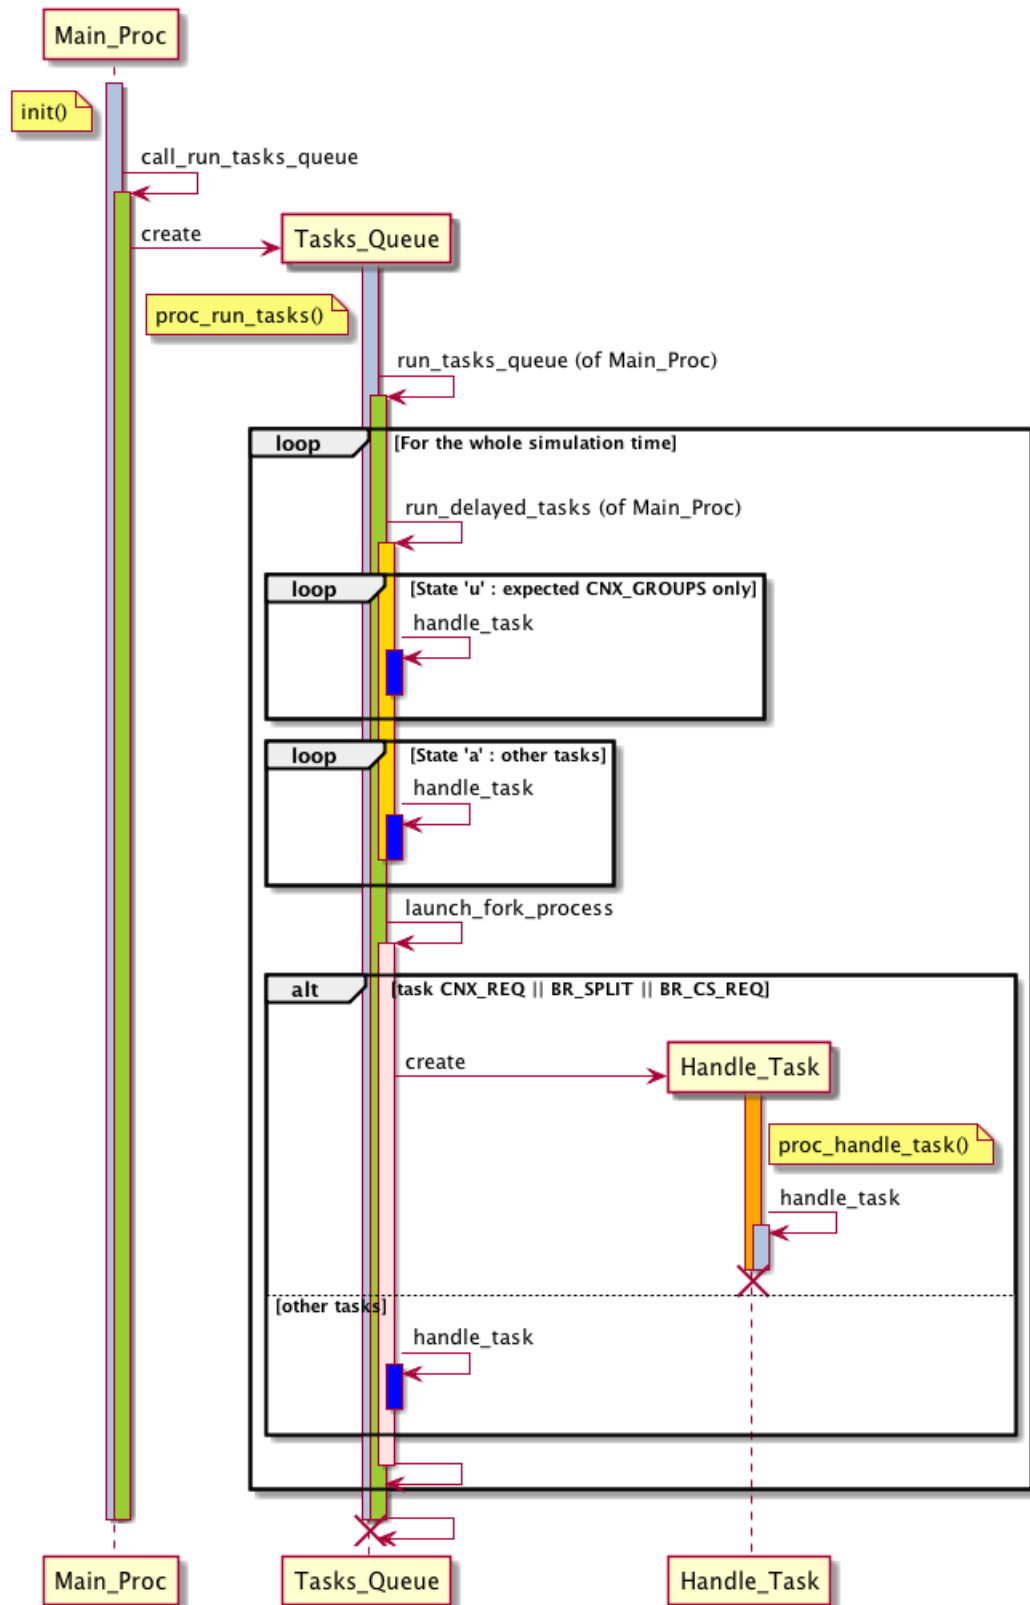 Main_Proc
init()
call_run_tasks_queue
create
Tasks_Queue
proc_run_tasks()
run_tasks_queue (of Main_Proc)
loop
[For the whole simulation time]
run_delayed_tasks (of Main_Proc)
loop
[State 'u' : expected CNX_GROUPS only]
handle_task
loop
[State 'a' : other tasks]
handle_task
launch_fork_process
alt
[task CNX_REQ || BR_SPLIT || BR_CS_REQ]
create
Handle_Task
proc_handle_task()
handle_task
[other tasks]
handle_task
Main_Proc
Tasks_Queue
Handle_Task